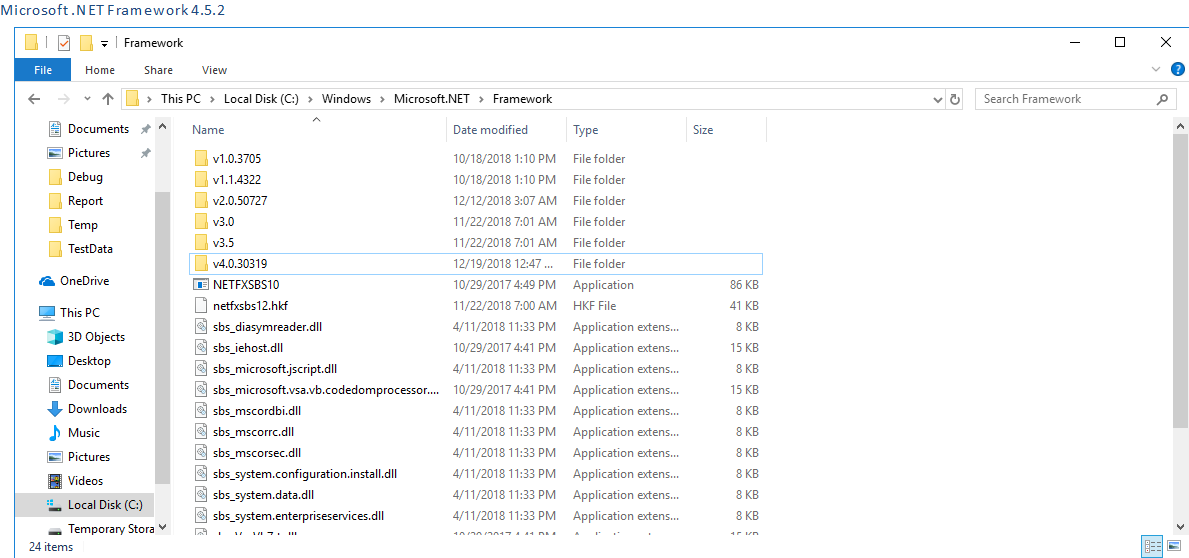 Microsoft .NET Framework 4.5.2
Framework
File Home Share View
This PC Local Disk (C:) Windows Microsoft.NET Framework Search Framework
Name Date modified Type Size
Documents
Pictures
Debug
Report
Temp
TestData
OneDrive
This PC
3D Objects
Desktop
Documents
Downloads
Music
Pictures
Videos
Local Disk (C:)
Temporary Stora
v1.0.3705 10/18/2018 1:10 PM File folder
v1.1.4322 10/18/2018 1:10 PM File folder
v2.0.50727 12/12/2018 3:07 AM File folder
v3.0 11/22/2018 7:01 AM File folder
v3.5 11/22/2018 7:01 AM File folder
v4.0.30319 12/19/2018 12:47 ... File folder
NETFXSBS10 10/29/2017 4:49 PM Application 86 KB
netfxsbs12.hkf 11/22/2018 7:00 AM HKF File 41 KB
sbs_diasymreader.dll 4/11/2018 11:33 PM Application extens... 8 KB
sbs_iehost.dll 10/29/2017 4:41 PM Application extens... 15 KB
sbs_microsoft.jscript.dll 4/11/2018 11:33 PM Application extens... 8 KB
sbs_microsoft.vsa.vb.codedomprocessor.... 10/29/2017 4:41 PM Application extens... 15 KB
sbs_mscordbi.dll 4/11/2018 11:33 PM Application extens... 8 KB
sbs_mscorrc.dll 4/11/2018 11:33 PM Application extens... 8 KB
sbs_mscorsec.dll 4/11/2018 11:33 PM Application extens... 8 KB
sbs_system.configuration.install.dll 4/11/2018 11:33 PM Application extens... 8 KB
sbs_system.data.dll 4/11/2018 11:33 PM Application extens... 8 KB
sbs_system.enterpriseservices.dll 4/11/2018 11:33 PM Application extens... 8 KB
24 items